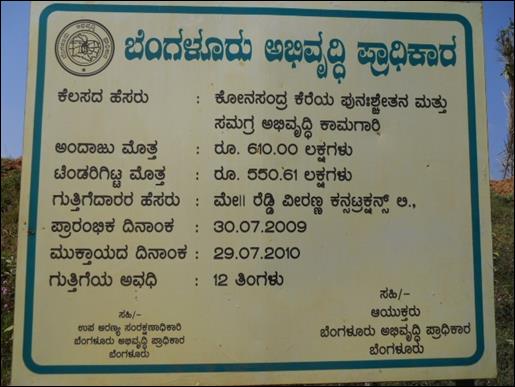 ಬೆಂಗಳೂರು ಅಭಿವೃದ್ಧಿ ಪ್ರಾಧಿಕಾರ
ಕೆಲಸದ ಹೆಸರು : ಕೋನಸಂದ್ರ ಕೆರೆಯ ಪುನಃಶ್ಚೇತನ ಮತ್ತು
ಸಮಗ್ರ ಅಭಿವೃದ್ಧಿ ಕಾಮಗಾರಿ
ಅಂದಾಜು ಮೊತ್ತ : ರೂ. 610.00 ಲಕ್ಷಗಳು
ಟೆಂಡರಿಗಿಟ್ಟ ಮೊತ್ತ : ರೂ. 550.61 ಲಕ್ಷಗಳು
ಗುತ್ತಿಗೆದಾರರ ಹೆಸರು : ಮೇ॥ ರೆಡ್ಡಿ ವೀರಣ್ಣ ಕನ್ಸಟ್ರಕ್ಷನ್ಸ್ ಲಿ.,
ಪ್ರಾರಂಭಿಕ ದಿನಾಂಕ : 30.07.2009
ಮುಕ್ತಾಯದ ದಿನಾಂಕ : 29.07.2010
ಗುತ್ತಿಗೆಯ ಅವಧಿ : 12 ತಿಂಗಳು
ಸಹಿ/-
ಉಪ ಅರಣ್ಯ ಸಂರಕ್ಷಣಾಧಿಕಾರಿ
ಬೆಂಗಳೂರು ಅಭಿವೃದ್ಧಿ ಪ್ರಾಧಿಕಾರ
ಬೆಂಗಳೂರು
ಸಹಿ/-
ಆಯುಕ್ತರು
ಬೆಂಗಳೂರು ಅಭಿವೃದ್ಧಿ ಪ್ರಾಧಿಕಾರ
ಬೆಂಗಳೂರು